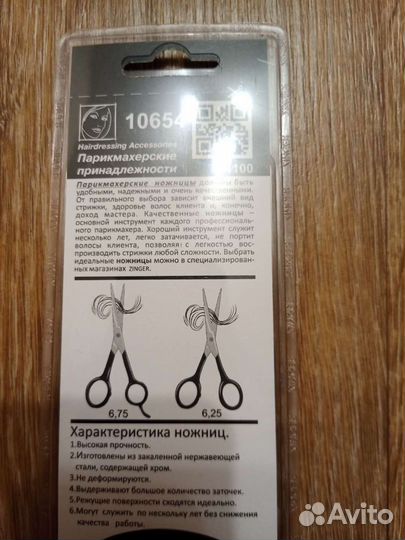 10654
100
Hairdressing Accessories
Парикмахерские
принадлежности
Парикмахерские ножницы должны быть
удобными, надежными и очень качественными.
От правильного выбора зависит внешний вид
стрижки, здоровье волос клиента и, конечно,
доход мастера. Качественные ножницы –
основной инструмент каждого профессиональ-
ного парикмахера. Хороший инструмент служит
несколько лет, легко затачивается, не портит
волосы клиента, позволяет с легкостью вос-
производить стрижки любой сложности. Выбрать
идеальные ножницы можно в специализирован-
ных магазинах ZINGER.
6,75 6,25
Характеристика ножниц.
1.Высокая прочность.
2.Изготовлены из закаленной нержавеющей
стали, содержащей хром.
3.Не деформируются.
4.Выдерживают большое количество заточек.
5.Режущие поверхности сходятся идеально.
6.Могут служить по нескольку лет без снижения
качества работы.
Avito